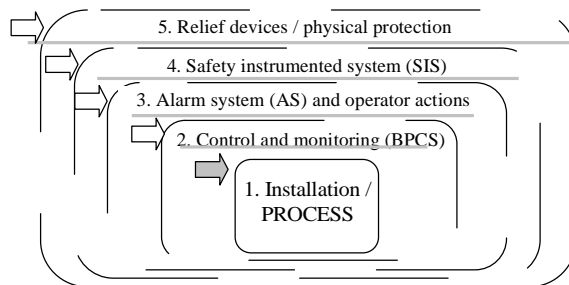 5. Relief devices / physical protection
4. Safety instrumented system (SIS)
3. Alarm system (AS) and operator actions
2. Control and monitoring (BPCS)
1. Installation /
PROCESS